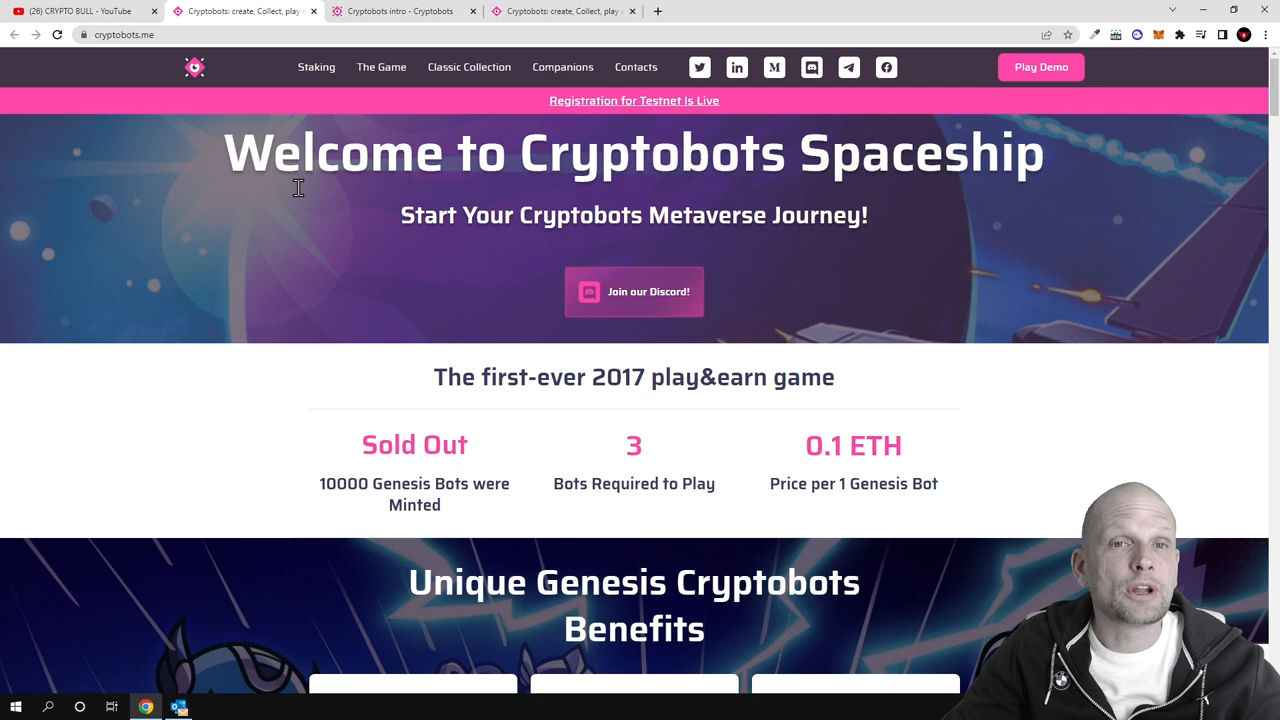 (26) CRYPTO BULL - YouTube
Cryptobots: create, Collect, play a
Cryptobots intro - Cryptobots
Cryptobots: create, Collect, play a
cryptobots.me
Staking
The Game
Classic Collection
Companions
Contacts
Play Demo
Registration for Testnet Is Live
Welcome to Cryptobots Spaceship
Start Your Cryptobots Metaverse Journey!
Join our Discord!
The first-ever 2017 play&earn game
Sold Out
10000 Genesis Bots were
Minted
3
Bots Required to Play
0.1 ETH
Price per 1 Genesis Bot
Unique Genesis Cryptobots
Benefits